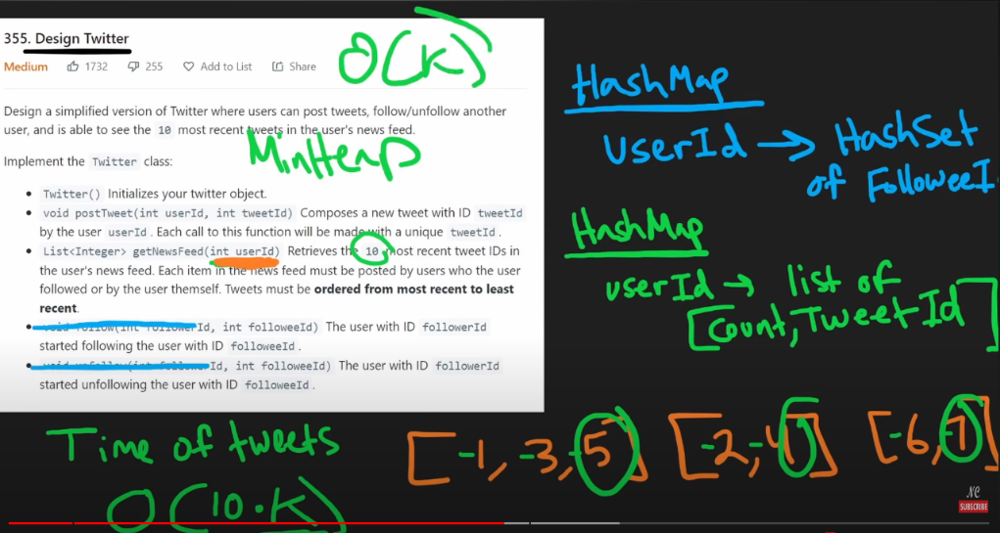 355. Design Twitter
Medium 1732 255 Add to List Share
Design a simplified version of Twitter where users can post tweets, follow/unfollow another
user, and is able to see the 10 most recent tweets in the user's news feed.
Implement the Twitter class:
Twitter() Initializes your twitter object.
void postTweet(int userId, int tweetId) Composes a new tweet with ID tweetId
by the user userId. Each call to this function will be made with a unique tweetId.
List<Integer> getNewsFeed(int userId) Retrieves the 10 most recent tweet IDs in
the user's news feed. Each item in the news feed must be posted by users who the user
followed or by the user themself. Tweets must be ordered from most recent to least
recent.
void follow(int followerId, int followeeId) The user with ID followerId
started following the user with ID followeeId.
void unfollow(int followerId, int followeeId) The user with ID followerId
started unfollowing the user with ID followeeId.
O(K)
MinHeap
HashMap
userId → HashSet
of FolloweeI
HashMap
userId → list of
[count, TweetId]
Time of tweets
O(10·K)
[-1, -3, -5] [-2, -4] [-6, -7]
NC
SUBSCRIBE